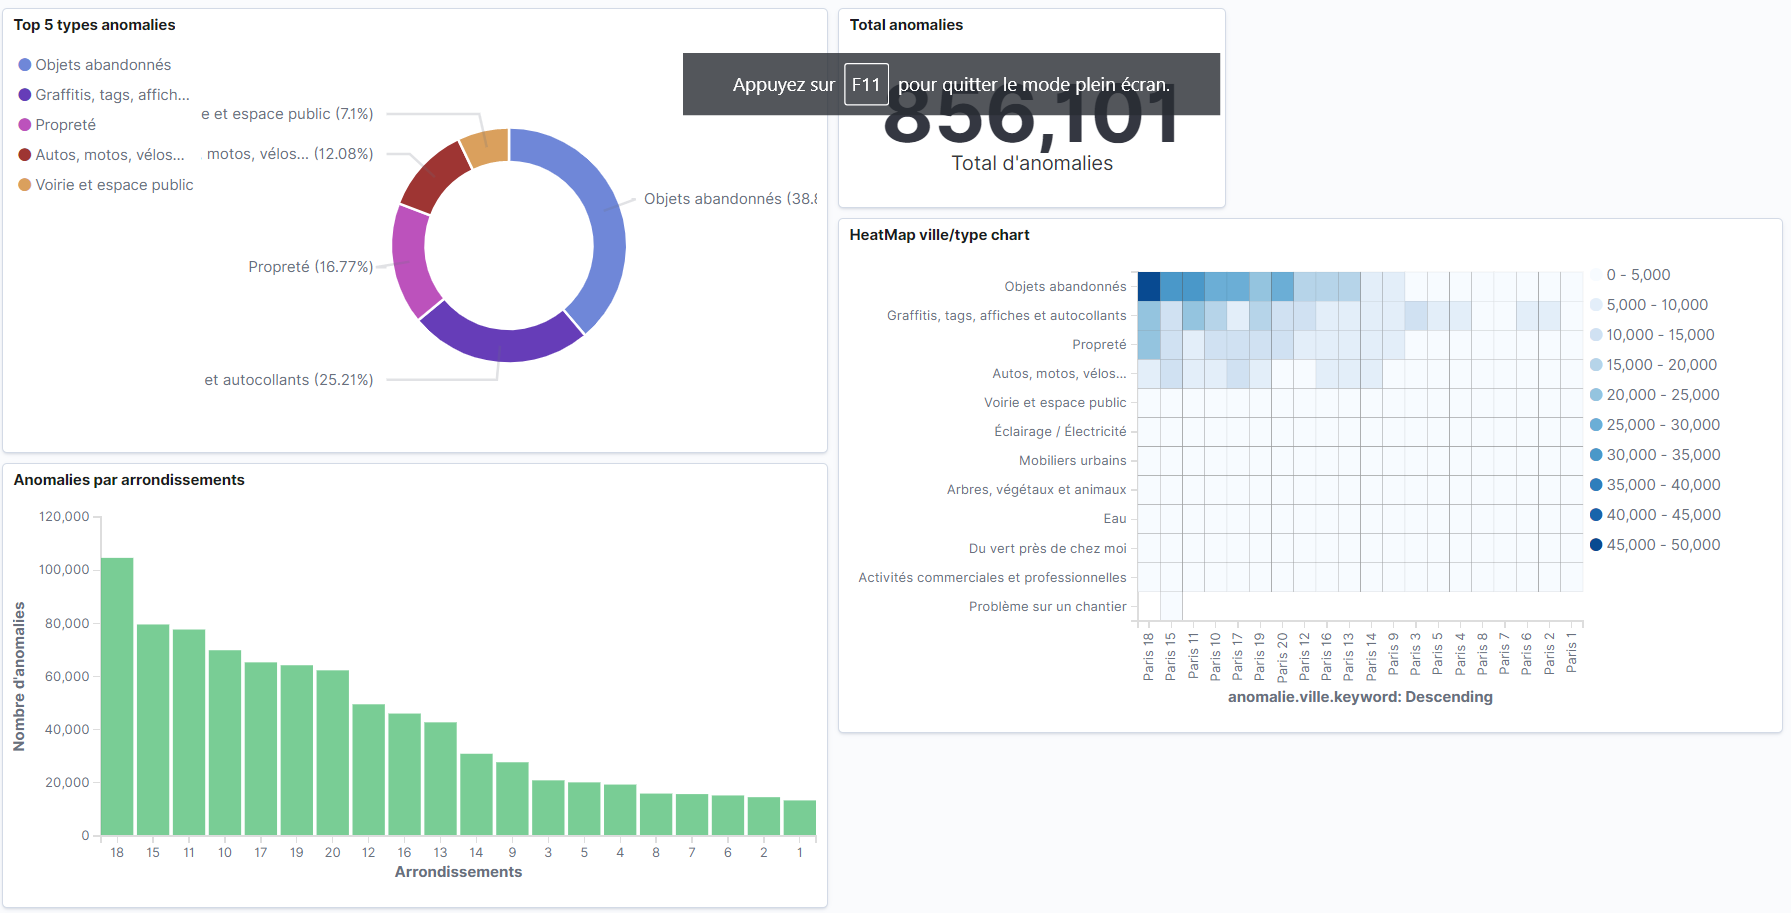 Top 5 types anomalies
Objets abandonnés
Graffitis, tags, affich...
Propreté
Autos, motos, vélos...
Voirie et espace public
e et espace public (7.1%)
motos, vélos... (12.08%)
Objets abandonnés (38.8
Propreté (16.77%)
et autocollants (25.21%)
Total anomalies
Appuyez sur F11 pour quitter le mode plein écran.
856,101
Total d'anomalies
HeatMap ville/type chart
Objets abandonnés
Graffitis, tags, affiches et autocollants
Propreté
Autos, motos, vélos...
Voirie et espace public
Éclairage / Électricité
Mobiliers urbains
Arbres, végétaux et animaux
Eau
Du vert près de chez moi
Activités commerciales et professionnelles
Problème sur un chantier
Paris 18
Paris 15
Paris 11
Paris 10
Paris 17
Paris 19
Paris 20
Paris 12
Paris 16
Paris 13
Paris 14
Paris 9
Paris 3
Paris 5
Paris 4
Paris 8
Paris 7
Paris 6
Paris 2
Paris 1
anomalie.ville.keyword: Descending
0 - 5,000
5,000 - 10,000
10,000 - 15,000
15,000 - 20,000
20,000 - 25,000
25,000 - 30,000
30,000 - 35,000
35,000 - 40,000
40,000 - 45,000
45,000 - 50,000
Anomalies par arrondissements
Nombre d'anomalies
120,000
100,000
80,000
60,000
40,000
20,000
0
18 15 11 10 17 19 20 12 16 13 14 9 3 5 4 8 7 6 2 1
Arrondissements